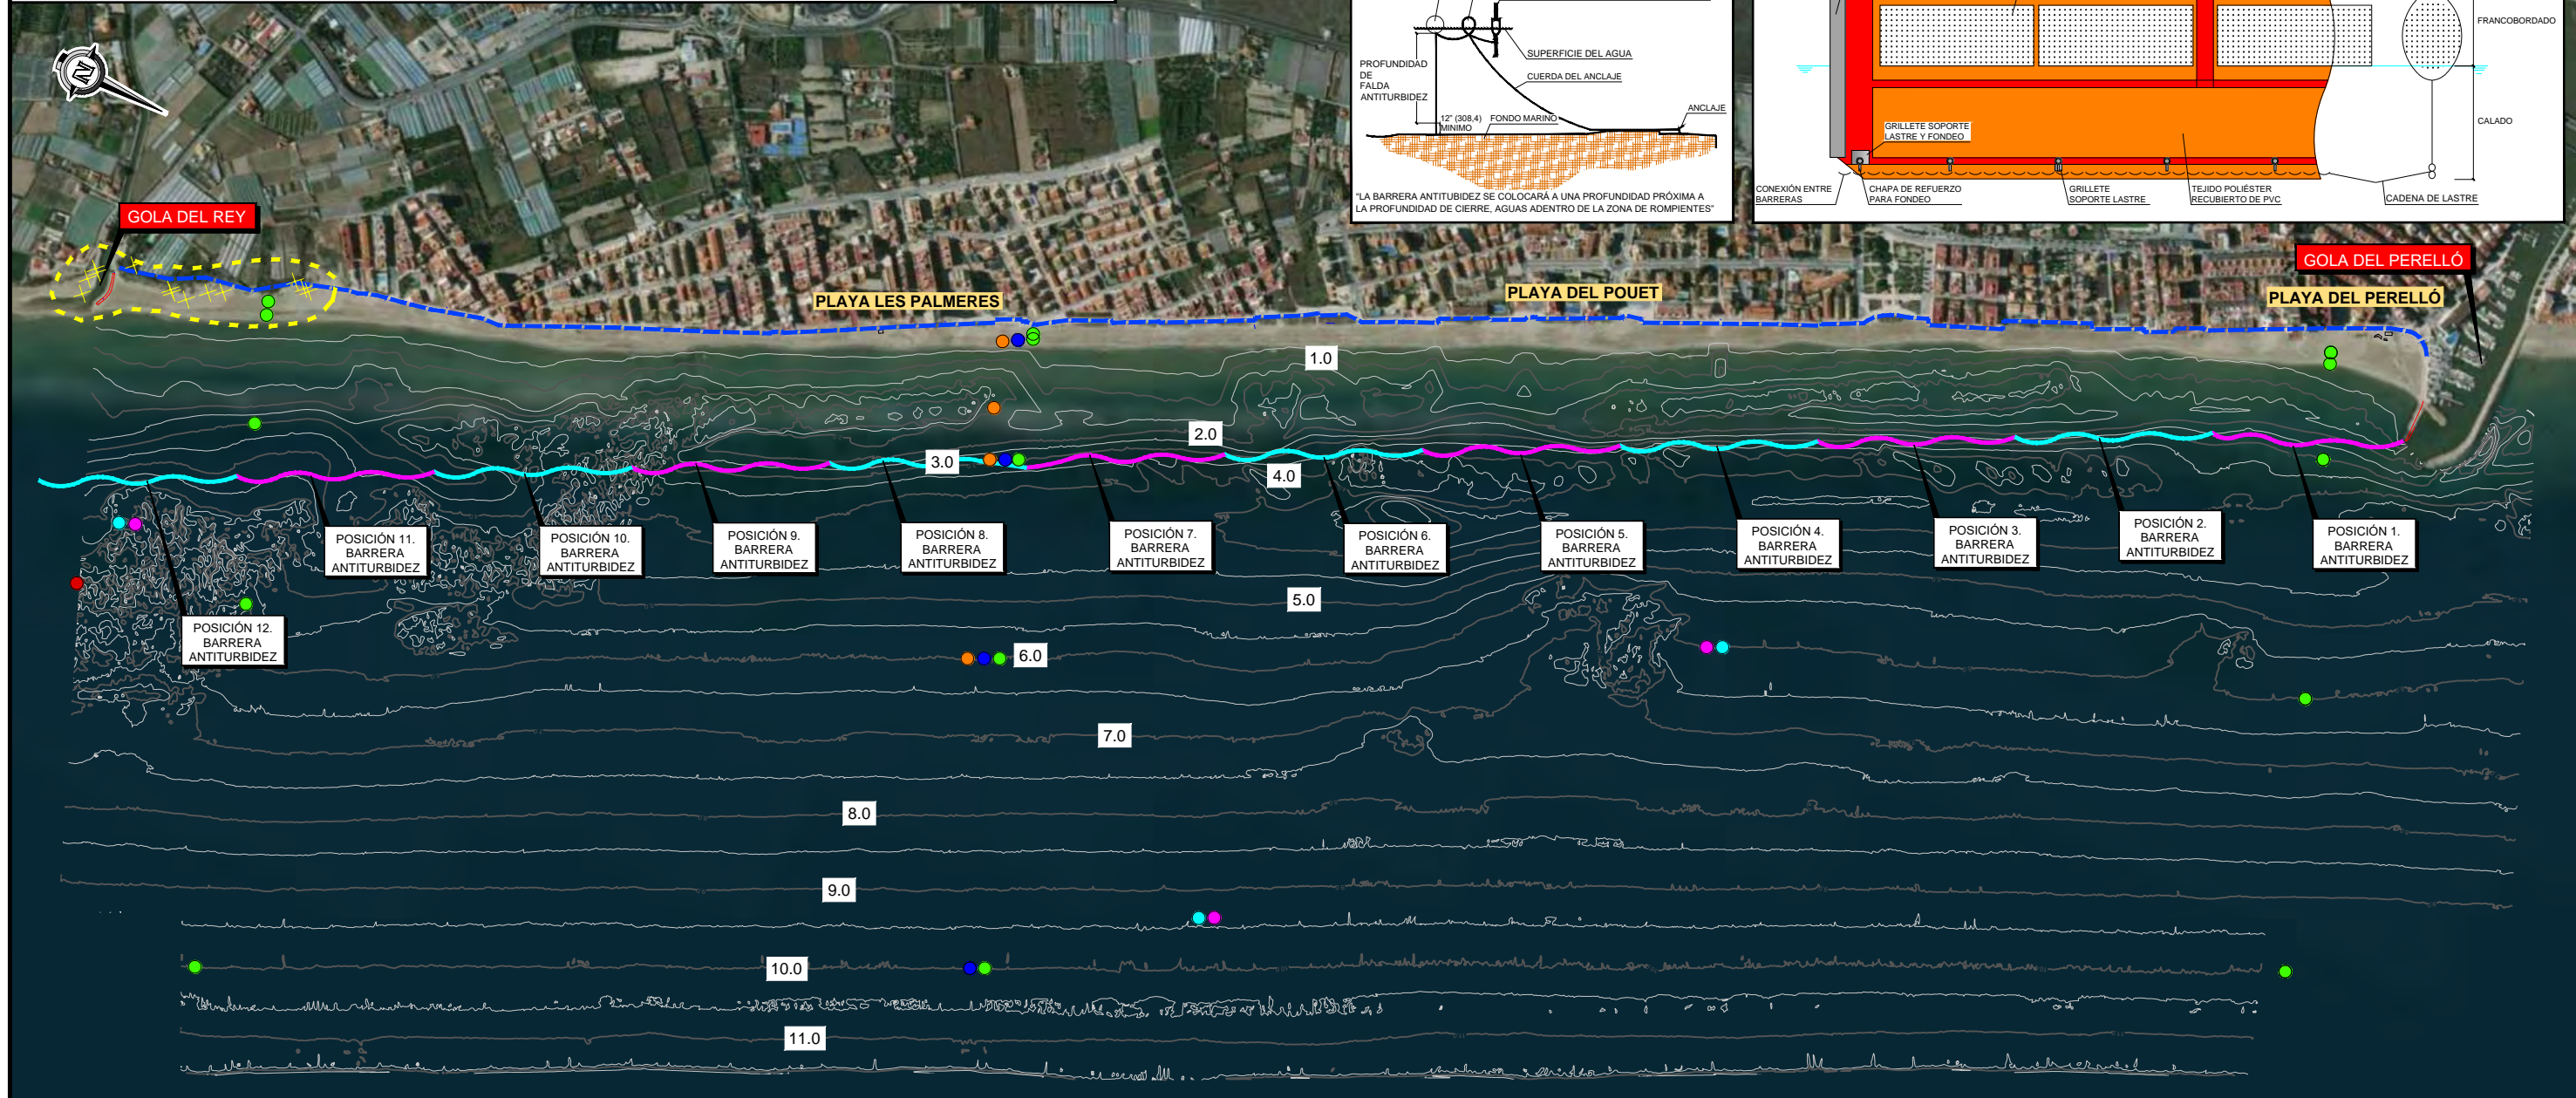 N
PROFUNDIDAD
DE
FALDA
ANTITURBIDEZ
SUPERFICIE DEL AGUA
CUERDA DEL ANCLAJE
ANCLAJE
12" (308,4)
MINIMO
FONDO MARINO
"LA BARRERA ANTITUBIDEZ SE COLOCARÁ A UNA PROFUNDIDAD PRÓXIMA A
LA PROFUNDIDAD DE CIERRE, AGUAS ADENTRO DE LA ZONA DE ROMPIENTES"
FRANCOBORDADO
CALADO
GRILLETE SOPORTE
LASTRE Y FONDEO
CONEXIÓN ENTRE
BARRERAS
CHAPA DE REFUERZO
PARA FONDEO
GRILLETE
SOPORTE LASTRE
TEJIDO POLIÉSTER
RECUBIERTO DE PVC
CADENA DE LASTRE
GOLA DEL REY
GOLA DEL PERELLÓ
PLAYA LES PALMERES
PLAYA DEL POUET
PLAYA DEL PERELLÓ
1.0
2.0
3.0
4.0
POSICIÓN 12.
BARRERA
ANTITURBIDEZ
POSICIÓN 11.
BARRERA
ANTITURBIDEZ
POSICIÓN 10.
BARRERA
ANTITURBIDEZ
POSICIÓN 9.
BARRERA
ANTITURBIDEZ
POSICIÓN 8.
BARRERA
ANTITURBIDEZ
POSICIÓN 7.
BARRERA
ANTITURBIDEZ
POSICIÓN 6.
BARRERA
ANTITURBIDEZ
POSICIÓN 5.
BARRERA
ANTITURBIDEZ
POSICIÓN 4.
BARRERA
ANTITURBIDEZ
POSICIÓN 3.
BARRERA
ANTITURBIDEZ
POSICIÓN 2.
BARRERA
ANTITURBIDEZ
POSICIÓN 1.
BARRERA
ANTITURBIDEZ
5.0
6.0
7.0
8.0
9.0
10.0
11.0